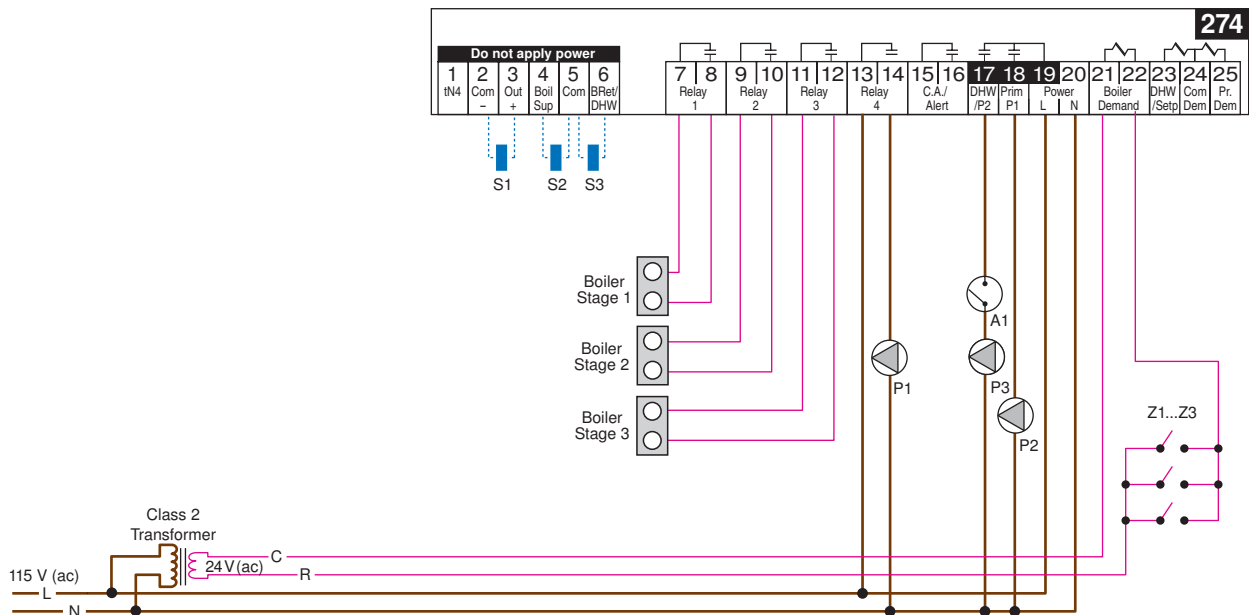 274
Do not apply power
1 2 3 4 5 6 7 8 9 10 11 12 13 14 15 16 17 18 19 20 21 22 23 24 25
tN4 Com Out Boil Com BRet/ Relay Relay Relay Relay C.A./ DHW Prim Power Boiler DHW Com Pr.
– + Sup DHW 1 2 3 4 Alert /P2 P1 L N Demand /Setp Dem Dem
S1 S2 S3
Boiler
Stage 1
A1
Boiler
Stage 2
P1 P3
Boiler
Stage 3
P2
Z1...Z3
Class 2
Transformer
C
24 V (ac)
R
115 V (ac)
L
N